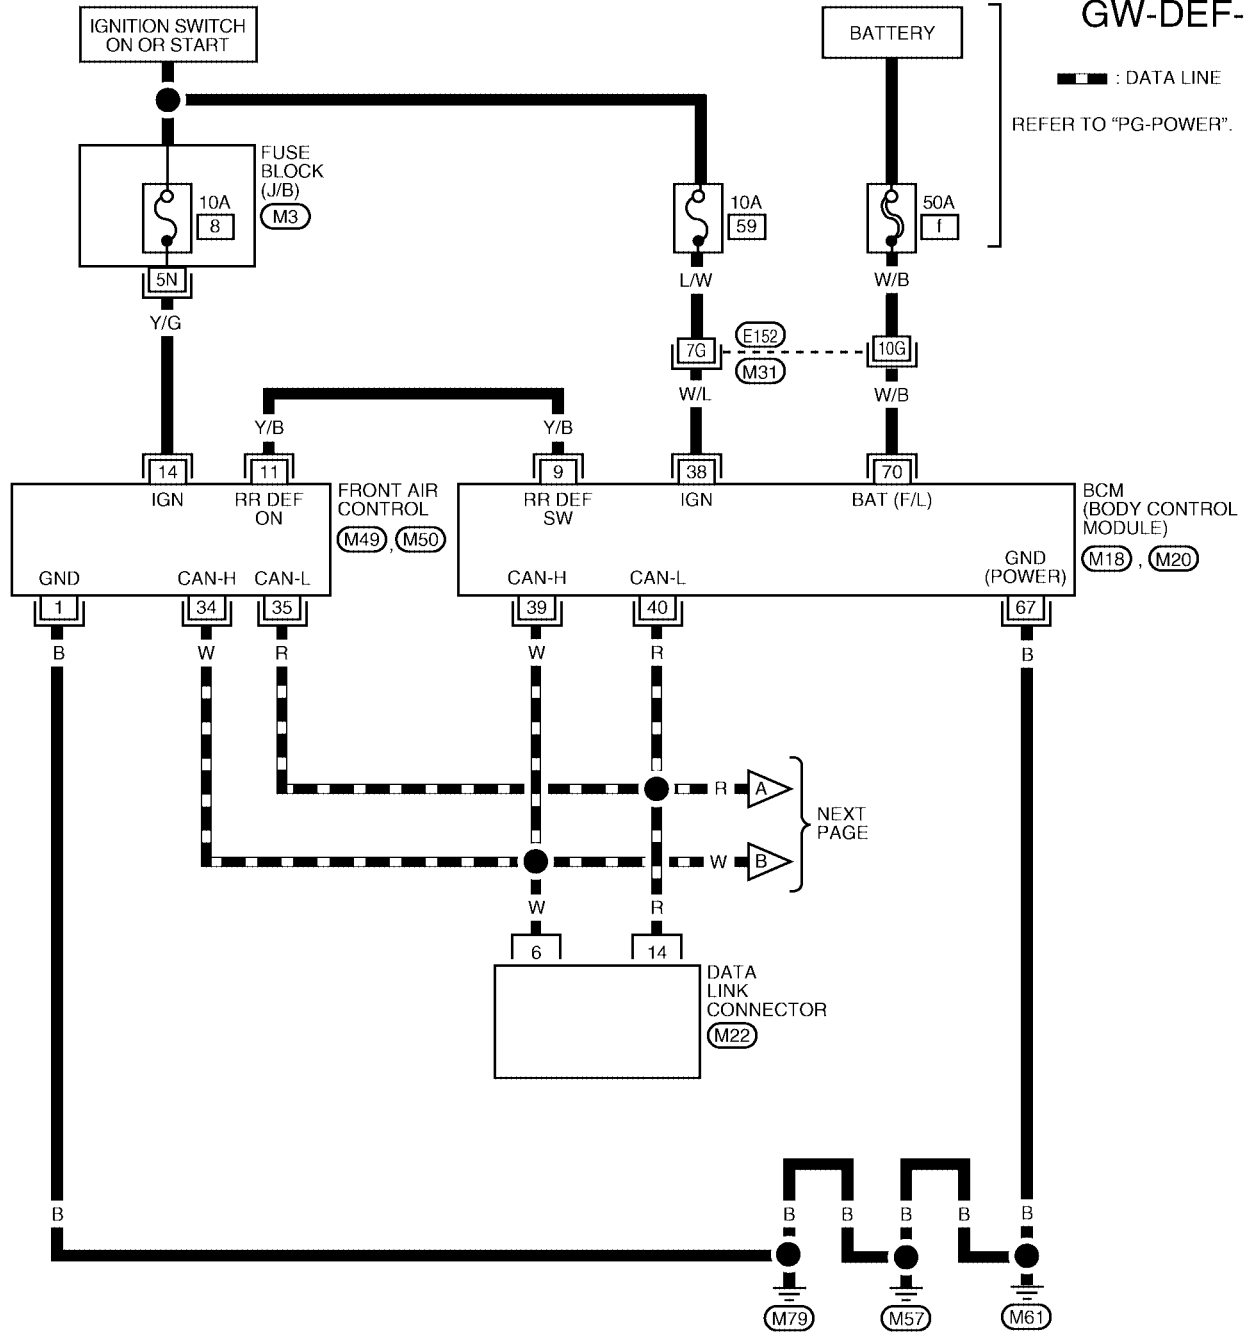 GW-DEF-
IGNITION SWITCH
ON OR START
BATTERY
: DATA LINE
REFER TO "PG-POWER".
FUSE
BLOCK
(J/B)
M3
10A
8
10A
59
50A
f
5N
Y/G
L/W
W/B
7G
E152
M31
10G
W/L
W/B
Y/B
Y/B
14
11
9
38
70
IGN
RR DEF
ON
RR DEF
SW
IGN
BAT (F/L)
FRONT AIR
CONTROL
M49 , M50
BCM
(BODY CONTROL
MODULE)
M18 , M20
GND
CAN-H
CAN-L
CAN-H
CAN-L
GND
(POWER)
1
34
35
39
40
67
B
W
R
W
R
B
R
A
W
B
NEXT
PAGE
W
R
6
14
DATA
LINK
CONNECTOR
M22
B
B
B
B
B
B
M79
M57
M61